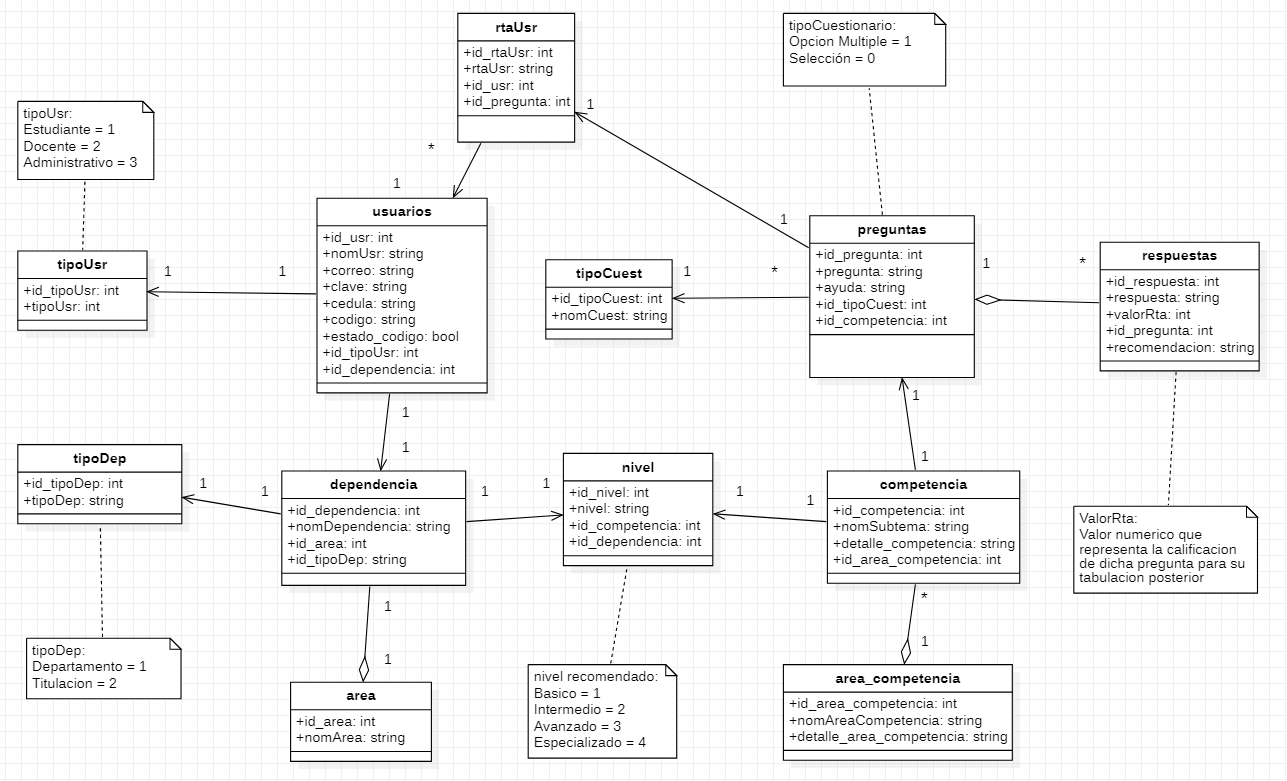 rtaUsr
+id_rtaUsr: int
+rtaUsr: string
+id_usr: int
+id_pregunta: int
tipoCuestionario:
Opcion Multiple = 1
Selección = 0
tipoUsr:
Estudiante = 1
Docente = 2
Administrativo = 3
1
*
1
1
usuarios
+id_usr: int
+nomUsr: string
+correo: string
+clave: string
+cedula: string
+codigo: string
+estado_codigo: bool
+id_tipoUsr: int
+id_dependencia: int
tipoUsr
+id_tipoUsr: int
+tipoUsr: int
1
1
tipoCuest
+id_tipoCuest: int
+nomCuest: string
1
*
preguntas
+id_pregunta: int
+pregunta: string
+ayuda: string
+id_tipoCuest: int
+id_competencia: int
1
*
respuestas
+id_respuesta: int
+respuesta: string
+valorRta: int
+id_pregunta: int
+recomendacion: string
1
1
1
1
tipoDep
+id_tipoDep: int
+tipoDep: string
1
1
dependencia
+id_dependencia: int
+nomDependencia: string
+id_area: int
+id_tipoDep: string
1
1
nivel
+id_nivel: int
+nivel: string
+id_competencia: int
+id_dependencia: int
1
1
competencia
+id_competencia: int
+nomSubtema: string
+detalle_competencia: string
+id_area_competencia: int
ValorRta:
Valor numerico que
representa la calificacion
de dicha pregunta para su
tabulacion posterior
1
1
*
1
tipoDep:
Departamento = 1
Titulacion = 2
area
+id_area: int
+nomArea: string
nivel recomendado:
Basico = 1
Intermedio = 2
Avanzado = 3
Especializado = 4
area_competencia
+id_area_competencia: int
+nomAreaCompetencia: string
+detalle_area_competencia: string